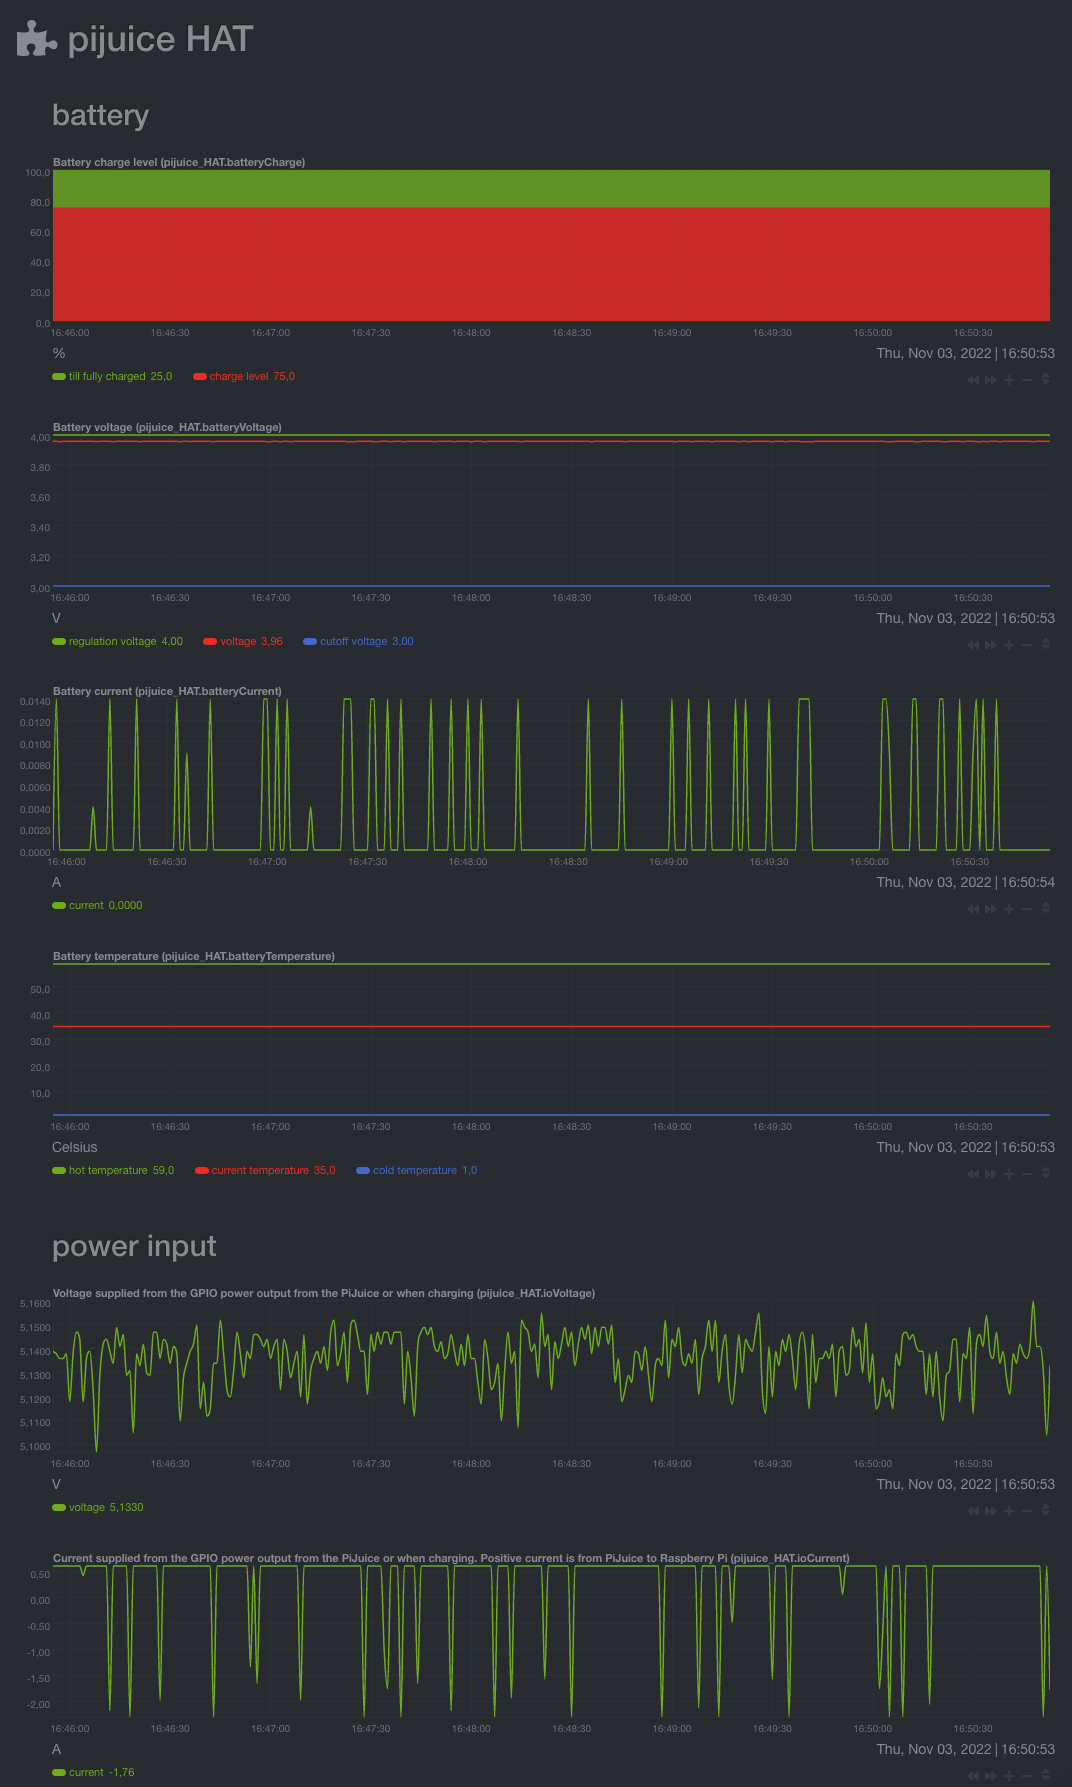 pijuice HAT
battery
Battery charge level (pijuice_HAT.batteryCharge)
100,0
80,0
60,0
40,0
20,0
0,0
16:46:00 16:46:30 16:47:00 16:47:30 16:48:00 16:48:30 16:49:00 16:49:30 16:50:00 16:50:30
% Thu, Nov 03, 2022 | 16:50:53
till fully charged 25,0 charge level 75,0
Battery voltage (pijuice_HAT.batteryVoltage)
4,00
3,80
3,60
3,40
3,20
3,00
16:46:00 16:46:30 16:47:00 16:47:30 16:48:00 16:48:30 16:49:00 16:49:30 16:50:00 16:50:30
V Thu, Nov 03, 2022 | 16:50:53
regulation voltage 4,00 voltage 3,96 cutoff voltage 3,00
Battery current (pijuice_HAT.batteryCurrent)
0,0140
0,0120
0,0100
0,0080
0,0060
0,0040
0,0020
0,0000
16:46:00 16:46:30 16:47:00 16:47:30 16:48:00 16:48:30 16:49:00 16:49:30 16:50:00 16:50:30
A Thu, Nov 03, 2022 | 16:50:54
current 0,0000
Battery temperature (pijuice_HAT.batteryTemperature)
50,0
40,0
30,0
20,0
10,0
16:46:00 16:46:30 16:47:00 16:47:30 16:48:00 16:48:30 16:49:00 16:49:30 16:50:00 16:50:30
Celsius Thu, Nov 03, 2022 | 16:50:53
hot temperature 59,0 current temperature 35,0 cold temperature 1,0
power input
Voltage supplied from the GPIO power output from the PiJuice or when charging (pijuice_HAT.ioVoltage)
5,1600
5,1500
5,1400
5,1300
5,1200
5,1100
5,1000
16:46:00 16:46:30 16:47:00 16:47:30 16:48:00 16:48:30 16:49:00 16:49:30 16:50:00 16:50:30
V Thu, Nov 03, 2022 | 16:50:53
voltage 5,1330
Current supplied from the GPIO power output from the PiJuice or when charging. Positive current is from PiJuice to Raspberry Pi (pijuice_HAT.ioCurrent)
0,50
0,00
-0,50
-1,00
-1,50
-2,00
16:46:00 16:46:30 16:47:00 16:47:30 16:48:00 16:48:30 16:49:00 16:49:30 16:50:00 16:50:30
A Thu, Nov 03, 2022 | 16:50:53
current -1,76